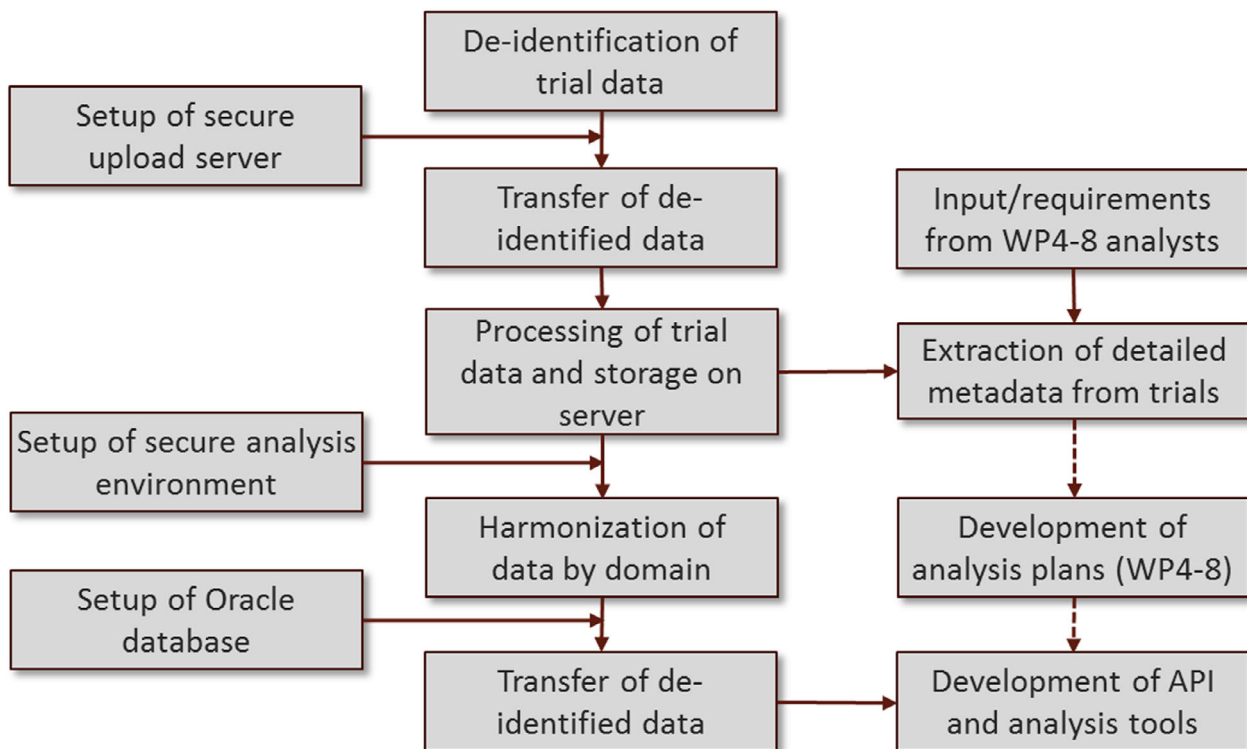 De-identification of
trial data
Setup of secure
upload server
Transfer of de-
identified data
Input/requirements
from WP4-8 analysts
Processing of trial
data and storage on
server
Extraction of detailed
metadata from trials
Setup of secure analysis
environment
Harmonization of
data by domain
Development of
analysis plans (WP4-8)
Setup of Oracle
database
Transfer of de-
identified data
Development of API
and analysis tools